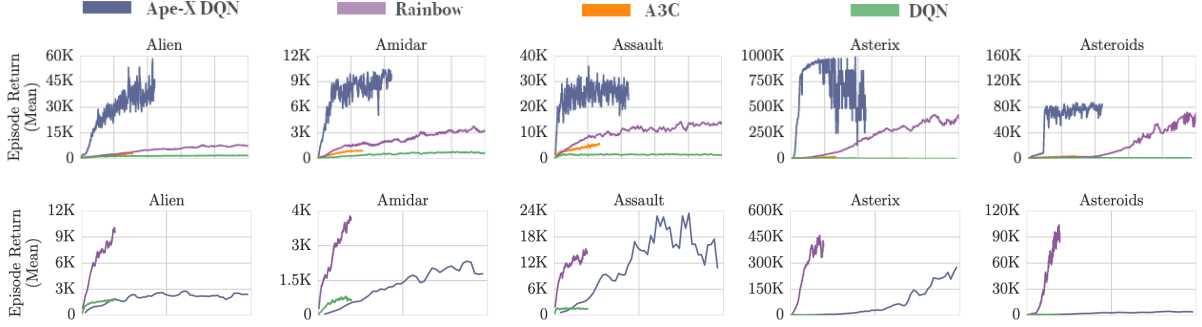 Ape-X DQN Rainbow A3C DQN
Alien Amidar Assault Asterix Asteroids
Episode Return
(Mean)
60K 12K 40K 1000K 160K
45K 9K 30K 750K 120K
30K 6K 20K 500K 80K
15K 3K 10K 250K 40K
0 0 0 0 0
Alien Amidar Assault Asterix Asteroids
Episode Return
(Mean)
12K 4K 24K 600K 120K
9K 3K 18K 450K 90K
6K 1.5K 12K 300K 60K
3K 1.5K 6K 150K 30K
0 0 0 0 0